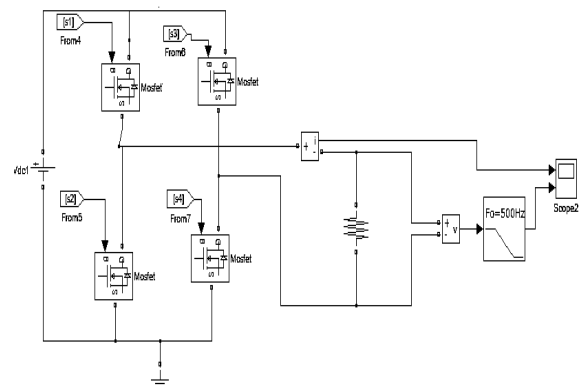 [s1]
From4
[s3]
From6
Mosfet
Mosfet
Vdc1
[s2]
From5
[s4]
From7
Mosfet
Mosfet
+ i -
+ - v
Fo=500Hz
Scope2